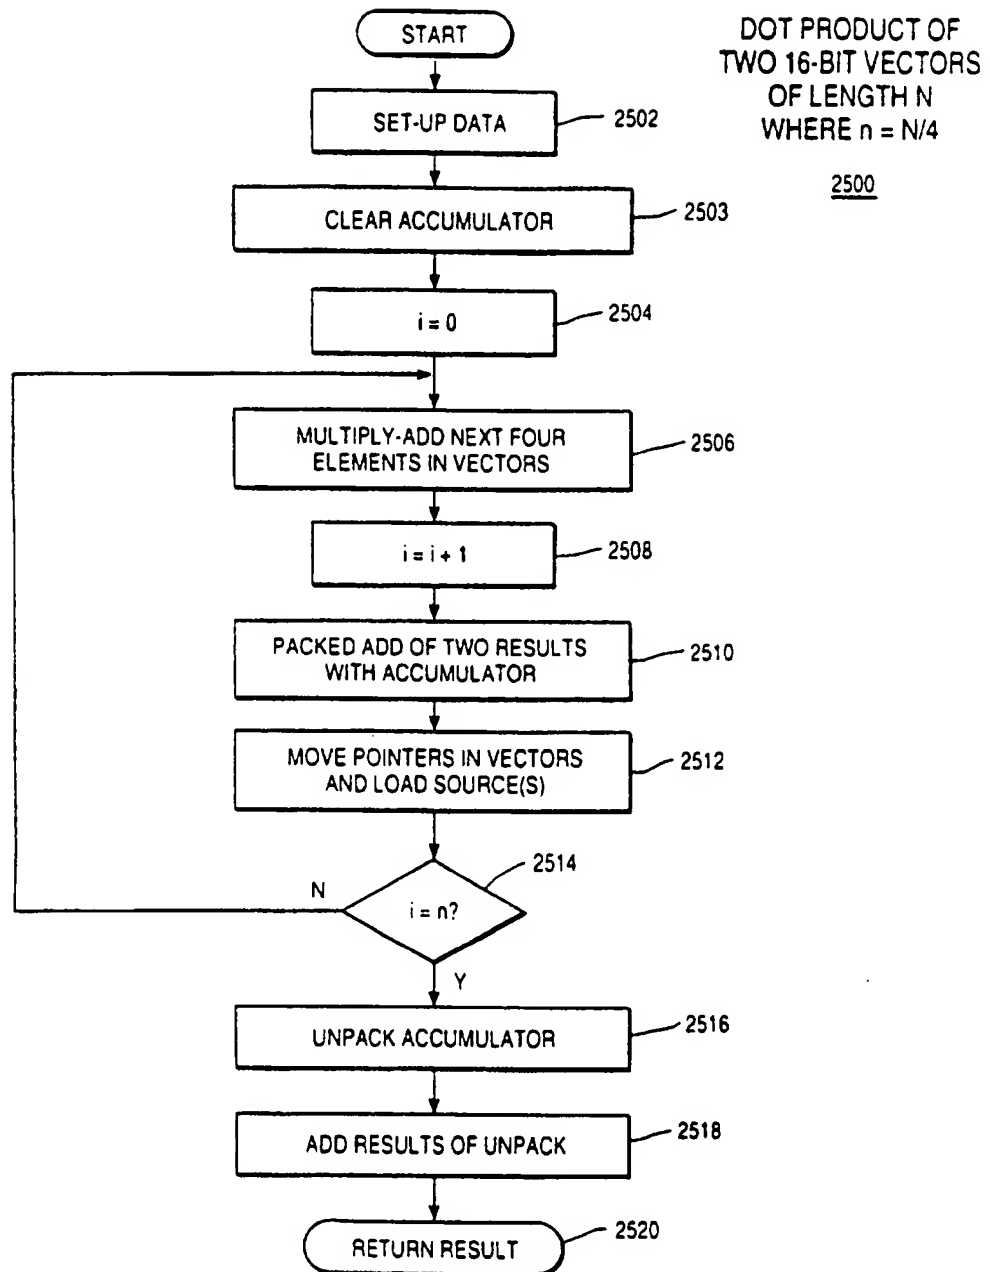 START
DOT PRODUCT OF
TWO 16-BIT VECTORS
OF LENGTH N
WHERE n = N/4
2500
SET-UP DATA
2502
CLEAR ACCUMULATOR
2503
i = 0
2504
MULTIPLY-ADD NEXT FOUR
ELEMENTS IN VECTORS
2506
i = i + 1
2508
PACKED ADD OF TWO RESULTS
WITH ACCUMULATOR
2510
MOVE POINTERS IN VECTORS
AND LOAD SOURCE(S)
2512
2514
N
i = n?
Y
UNPACK ACCUMULATOR
2516
ADD RESULTS OF UNPACK
2518
RETURN RESULT
2520